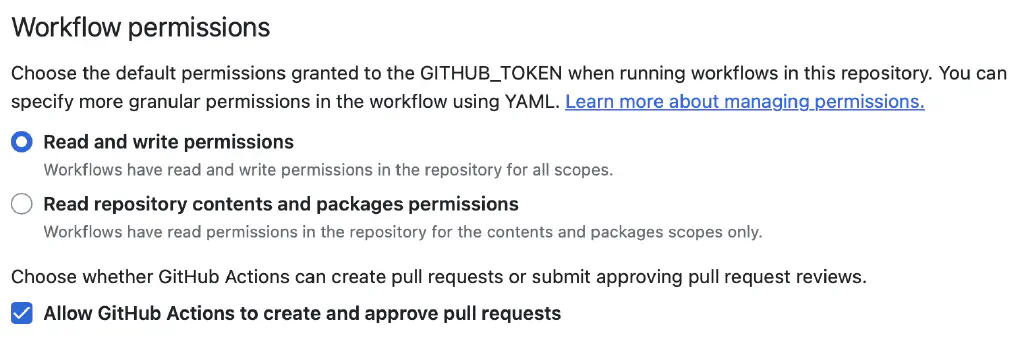 Workflow permissions
Choose the default permissions granted to the GITHUB_TOKEN when running workflows in this repository. You can
specify more granular permissions in the workflow using YAML. Learn more about managing permissions.
Read and write permissions
Workflows have read and write permissions in the repository for all scopes.
Read repository contents and packages permissions
Workflows have read permissions in the repository for the contents and packages scopes only.
Choose whether GitHub Actions can create pull requests or submit approving pull request reviews.
Allow GitHub Actions to create and approve pull requests